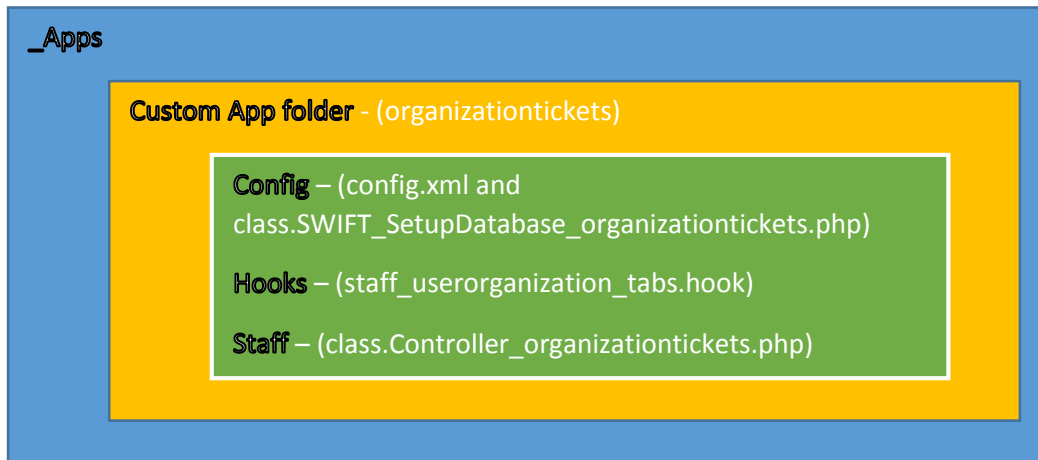 _Apps
Custom App folder - (organizationtickets)
Config – (config.xml and
class.SWIFT_SetupDatabase_organizationtickets.php)
Hooks – (staff_userorganization_tabs.hook)
Staff – (class.Controller_organizationtickets.php)